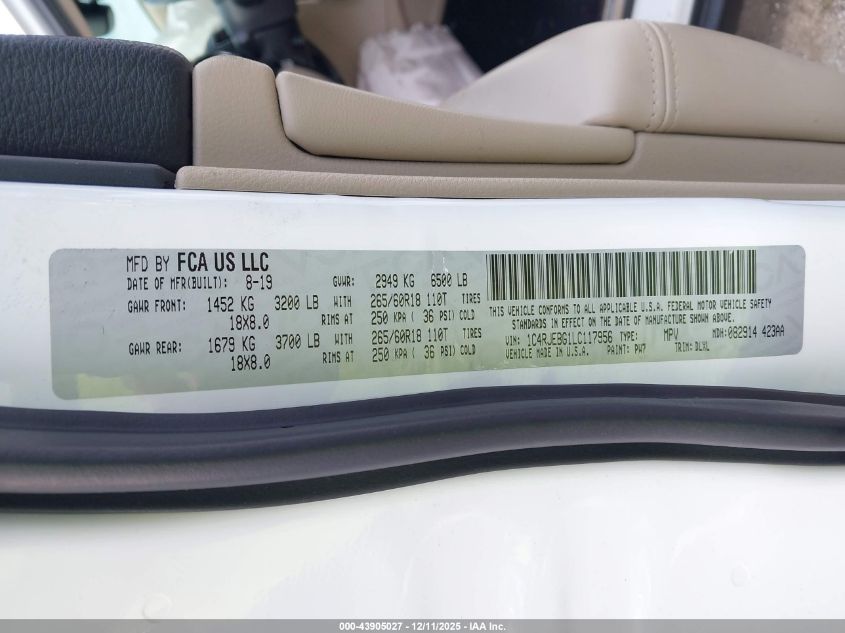 MFD BY FCA US LLC
DATE OF MFR(BUILT): 8-19 GVWR: 2949 KG 6500 LB
GAWR FRONT: 1452 KG 3200 LB WITH 265/60R18 110T TIRES
18X8.0 RIMS AT 250 KPA ( 36 PSI) COLD
GAWR REAR: 1679 KG 3700 LB WITH 265/60R18 110T TIRES
18X8.0 RIMS AT 250 KPA ( 36 PSI) COLD
THIS VEHICLE CONFORMS TO ALL APPLICABLE U.S.A. FEDERAL MOTOR VEHICLE SAFETY
STANDARDS IN EFFECT ON THE DATE OF MANUFACTURE SHOWN ABOVE.
VIN: 1C4RJEBG1LC117956 TYPE: MPV MDH: 082914 423AA
VEHICLE MADE IN U.S.A. PAINT: PW7 TRIM: DLXL
000-43905027 - 12/11/2025 - IAA Inc.